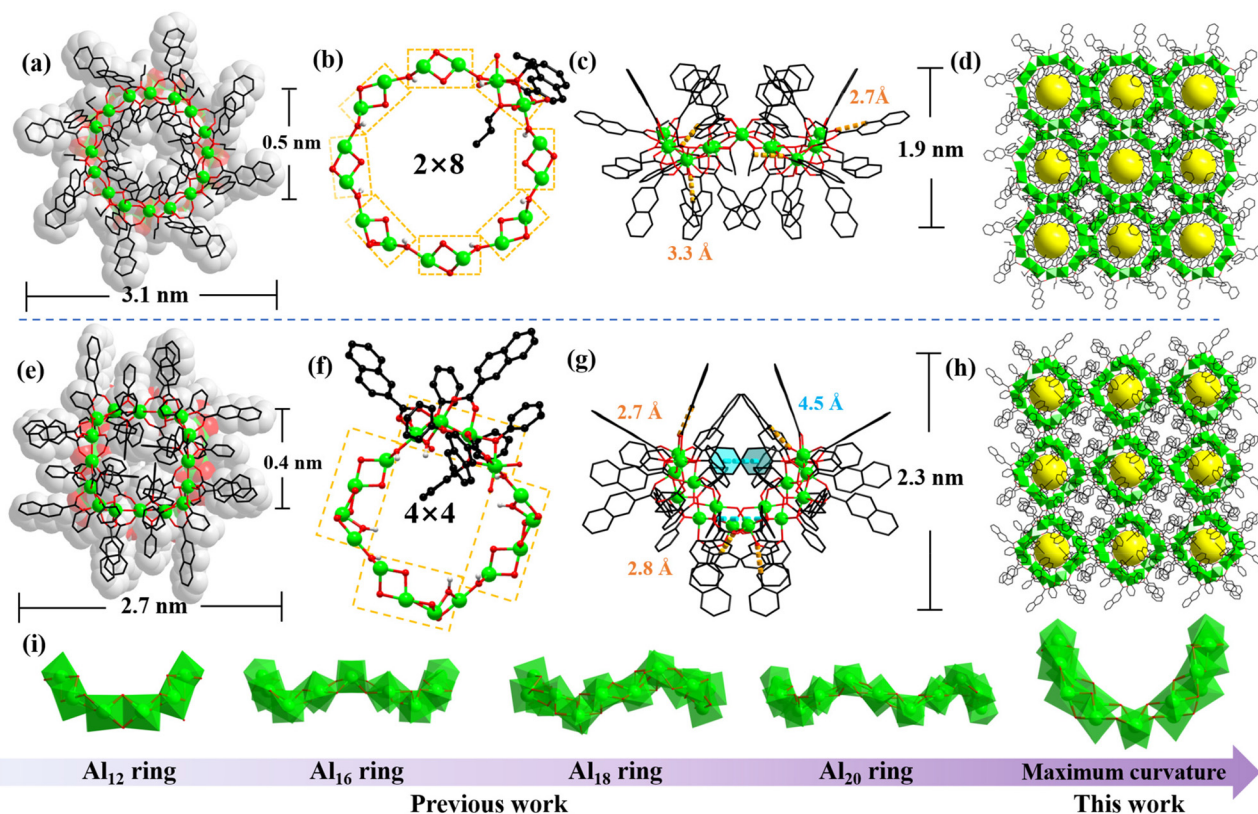 (a)
0.5 nm
3.1 nm
(b)
2×8
(c)
2.7Å
3.3 Å
1.9 nm
(d)
(e)
0.4 nm
2.7 nm
(f)
4×4
(g)
2.7 Å
4.5 Å
2.8 Å
2.3 nm
(h)
(i)
Al₁₂ ring
Al₁₆ ring
Al₁₈ ring
Al₂₀ ring
Maximum curvature
Previous work
This work